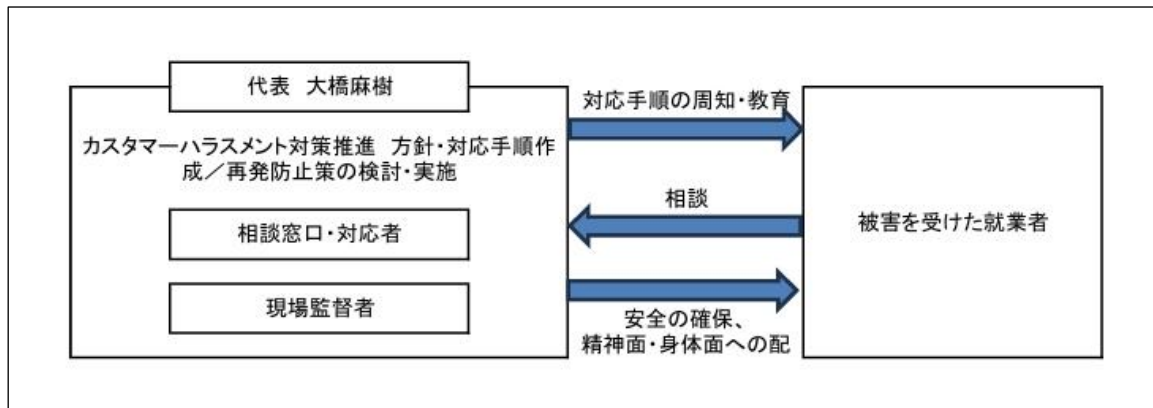 代表　大橋麻樹
カスタマーハラスメント対策推進　方針・対応手順作
成／再発防止策の検討・実施
相談窓口・対応者
現場監督者
対応手順の周知・教育
相談
安全の確保、
精神面・身体面への配
被害を受けた就業者